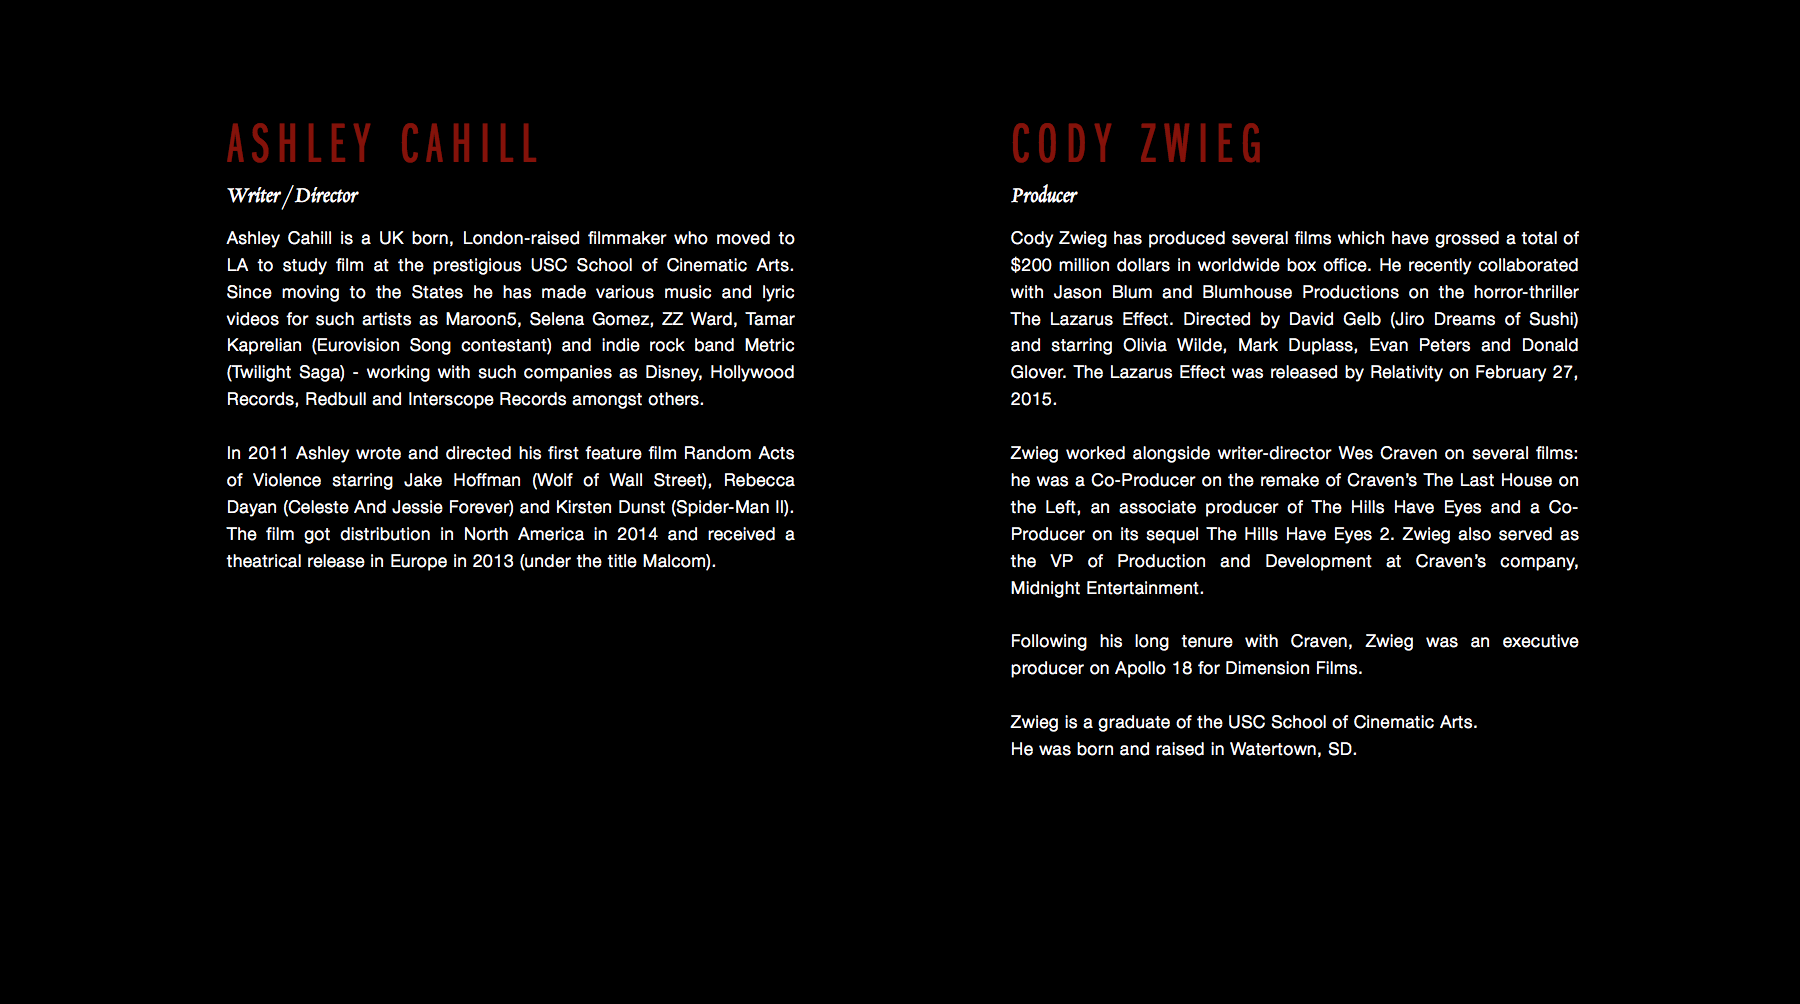 ASHLEY CAHILL
Writer / Director
Ashley Cahill is a UK born, London-raised filmmaker who moved to
LA to study film at the prestigious USC School of Cinematic Arts.
Since moving to the States he has made various music and lyric
videos for such artists as Maroon5, Selena Gomez, ZZ Ward, Tamar
Kaprelian (Eurovision Song contestant) and indie rock band Metric
(Twilight Saga) - working with such companies as Disney, Hollywood
Records, Redbull and Interscope Records amongst others.
In 2011 Ashley wrote and directed his first feature film Random Acts
of Violence starring Jake Hoffman (Wolf of Wall Street), Rebecca
Dayan (Celeste And Jessie Forever) and Kirsten Dunst (Spider-Man II).
The film got distribution in North America in 2014 and received a
theatrical release in Europe in 2013 (under the title Malcom).
CODY ZWIEG
Producer
Cody Zwieg has produced several films which have grossed a total of
$200 million dollars in worldwide box office. He recently collaborated
with Jason Blum and Blumhouse Productions on the horror-thriller
The Lazarus Effect. Directed by David Gelb (Jiro Dreams of Sushi)
and starring Olivia Wilde, Mark Duplass, Evan Peters and Donald
Glover. The Lazarus Effect was released by Relativity on February 27,
2015.
Zwieg worked alongside writer-director Wes Craven on several films:
he was a Co-Producer on the remake of Craven’s The Last House on
the Left, an associate producer of The Hills Have Eyes and a Co-
Producer on its sequel The Hills Have Eyes 2. Zwieg also served as
the VP of Production and Development at Craven’s company,
Midnight Entertainment.
Following his long tenure with Craven, Zwieg was an executive
producer on Apollo 18 for Dimension Films.
Zwieg is a graduate of the USC School of Cinematic Arts.
He was born and raised in Watertown, SD.